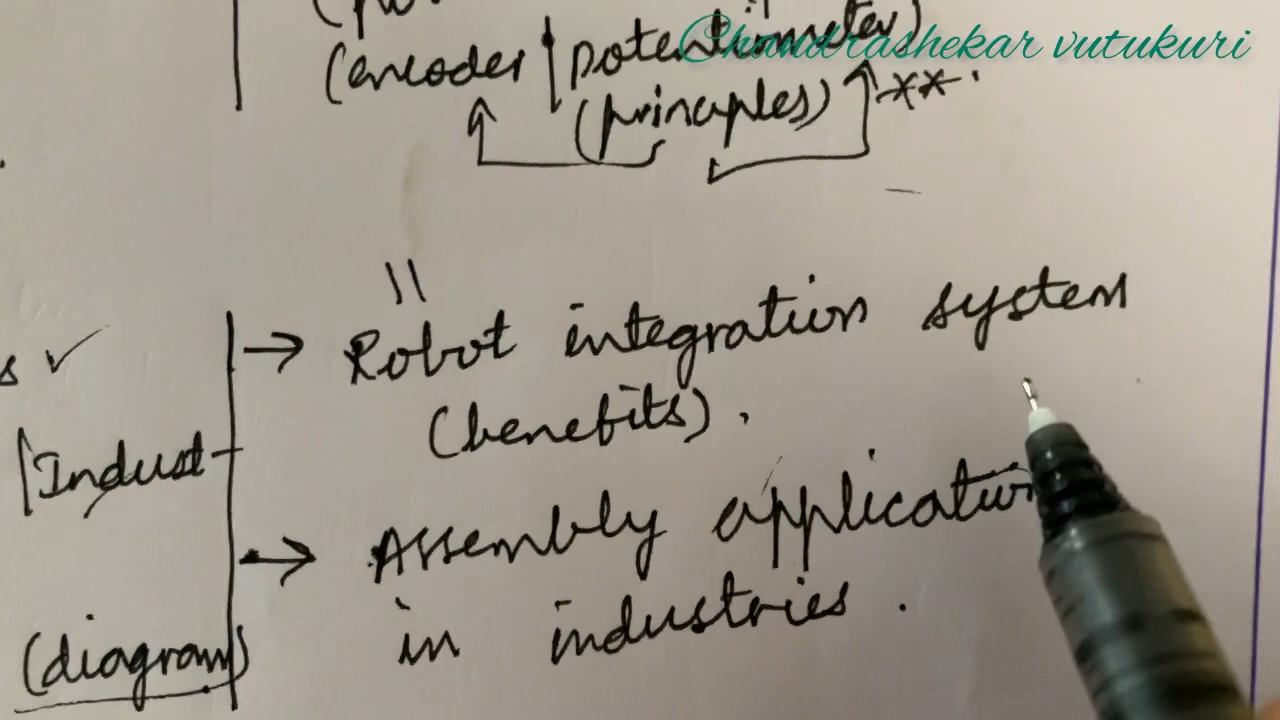 Chandrashekar vutukuri
(encoder | potentiometer)
(principles) **.
Robot integration system
(benefits).
Indust
Assembly application
in industries.
(diagram)